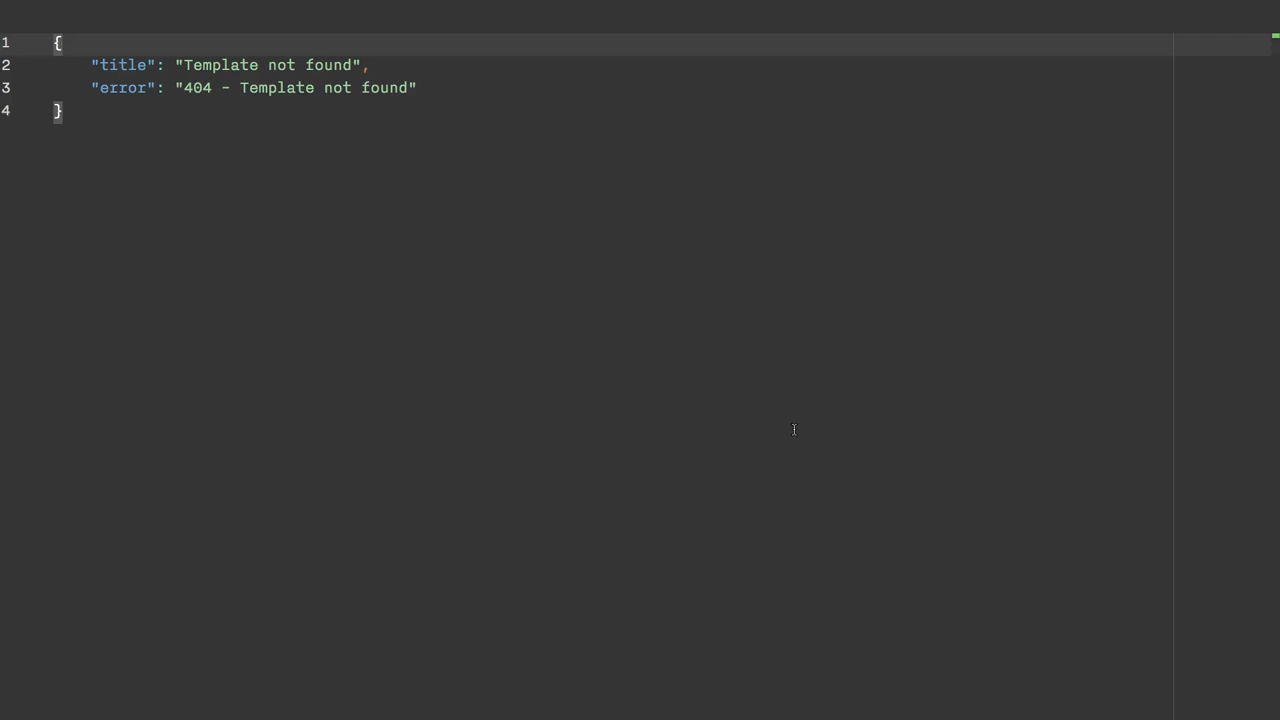 1 {
2 "title": "Template not found",
3 "error": "404 - Template not found"
4 }